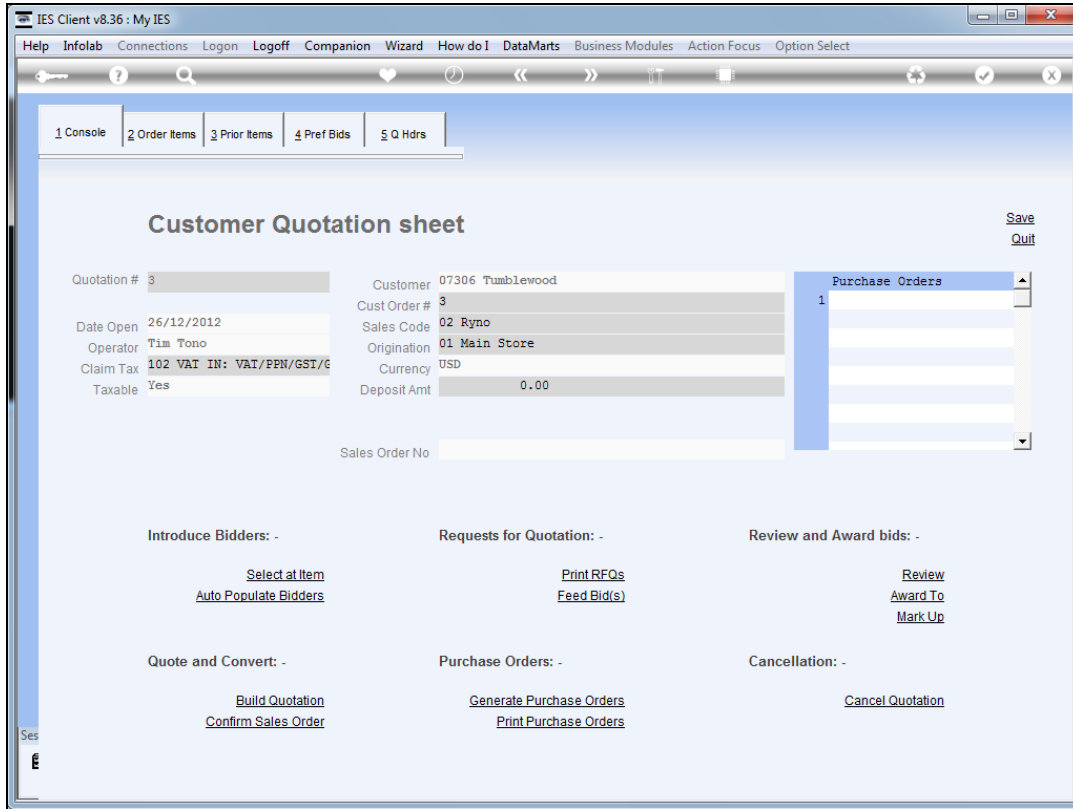 IES Client v8.36 : My IES
Help Infolab Connections Logon Logoff Companion Wizard How do I DataMarts Business Modules Action Focus Option Select
1 Console 2 Order Items 3 Prior Items 4 Pref Bids 5 Q Hdrs
Customer Quotation sheet
Save
Quit
Quotation # 3
Customer 07306 Tumblewood
Purchase Orders
Cust Order # 3
1
Date Open 26/12/2012
Sales Code 02 Ryno
Operator Tim Tono
Origination 01 Main Store
Claim Tax 102 VAT IN: VAT/PPN/GST/G
Currency USD
Taxable Yes
Deposit Amt 0.00
Sales Order No
Introduce Bidders: - Requests for Quotation: - Review and Award bids: -
Select at Item Print RFQs Review
Auto Populate Bidders Feed Bid(s) Award To
Mark Up
Quote and Convert: - Purchase Orders: - Cancellation: -
Build Quotation Generate Purchase Orders Cancel Quotation
Confirm Sales Order Print Purchase Orders
Ses